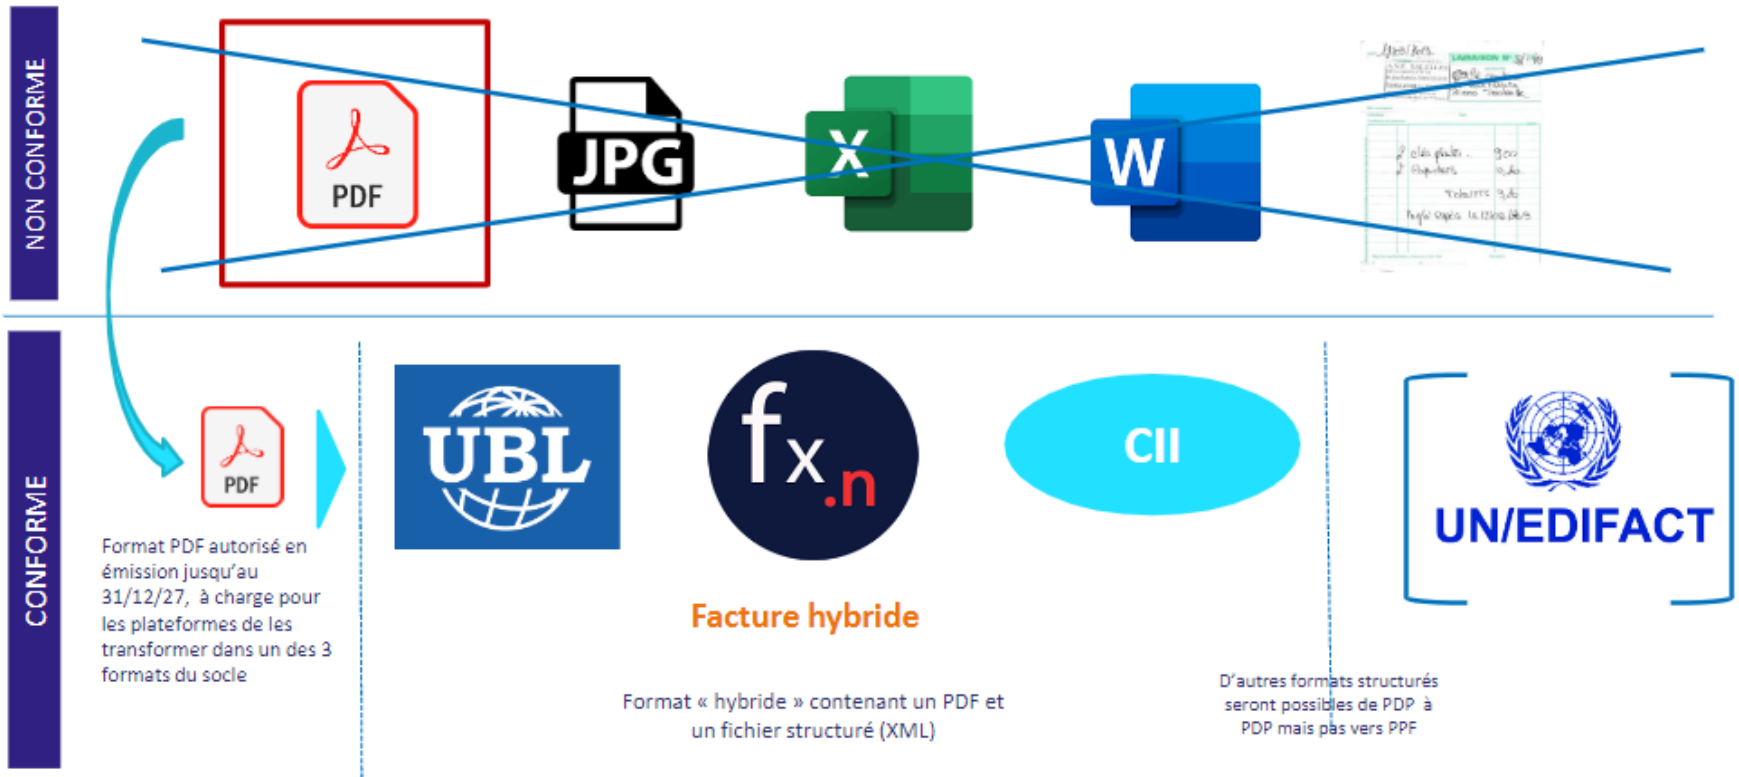 NON CONFORME
PDF
JPG
X
W
LIVRAISON N°
900
CONFORME
PDF
Format PDF autorisé en
émission jusqu'au
31/12/27, à charge pour
les plateformes de les
transformer dans un des 3
formats du socle
UBL
fx.n
Facture hybride
Format « hybride » contenant un PDF et
un fichier structuré (XML)
CII
D'autres formats structurés
seront possibles de PDP à
PDP mais pas vers PPF
UN/EDIFACT